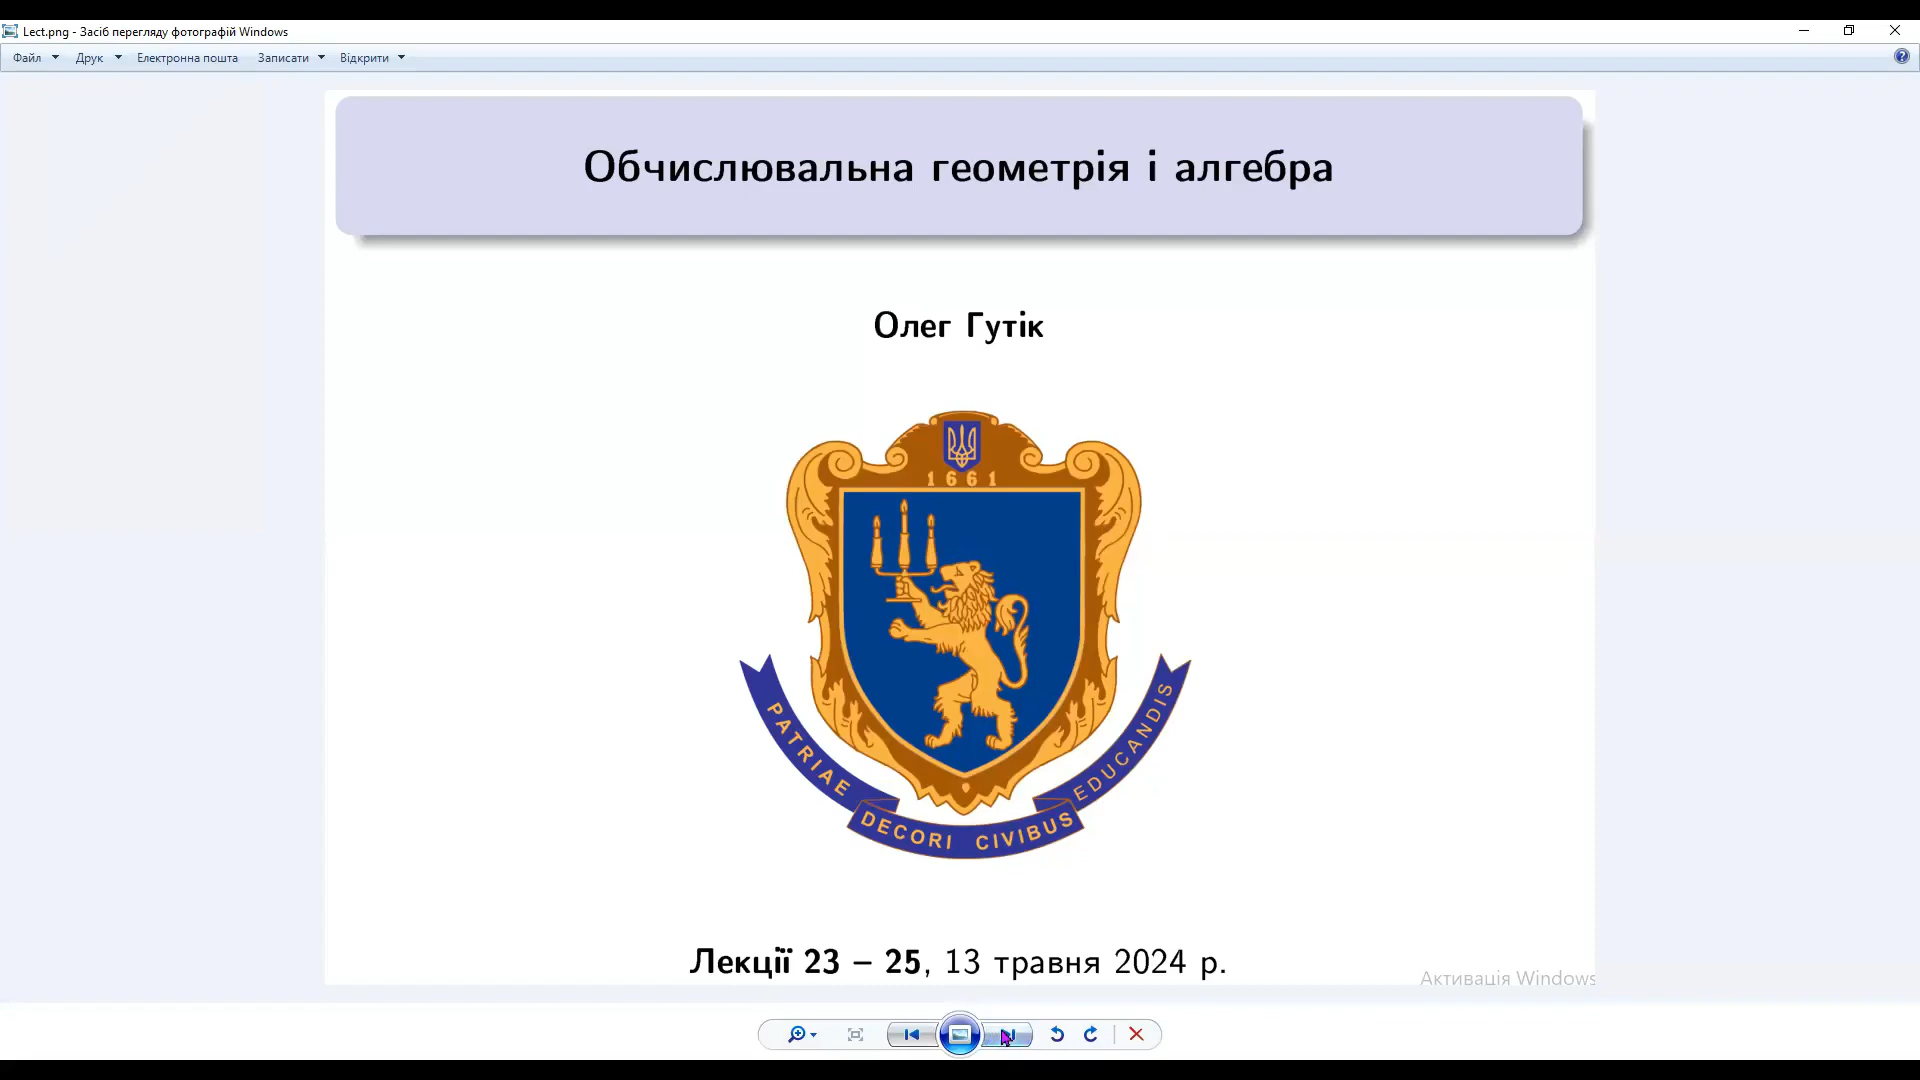 Lect.png - Засіб перегляду фотографій Windows
Файл Друк Електронна пошта Записати Відкрити
Обчислювальна геометрія і алгебра
Олег Гутік
1661
PATRIAE DECORI CIVIBUS EDUCANDIS
Лекції 23 – 25, 13 травня 2024 р.
Активація Windows